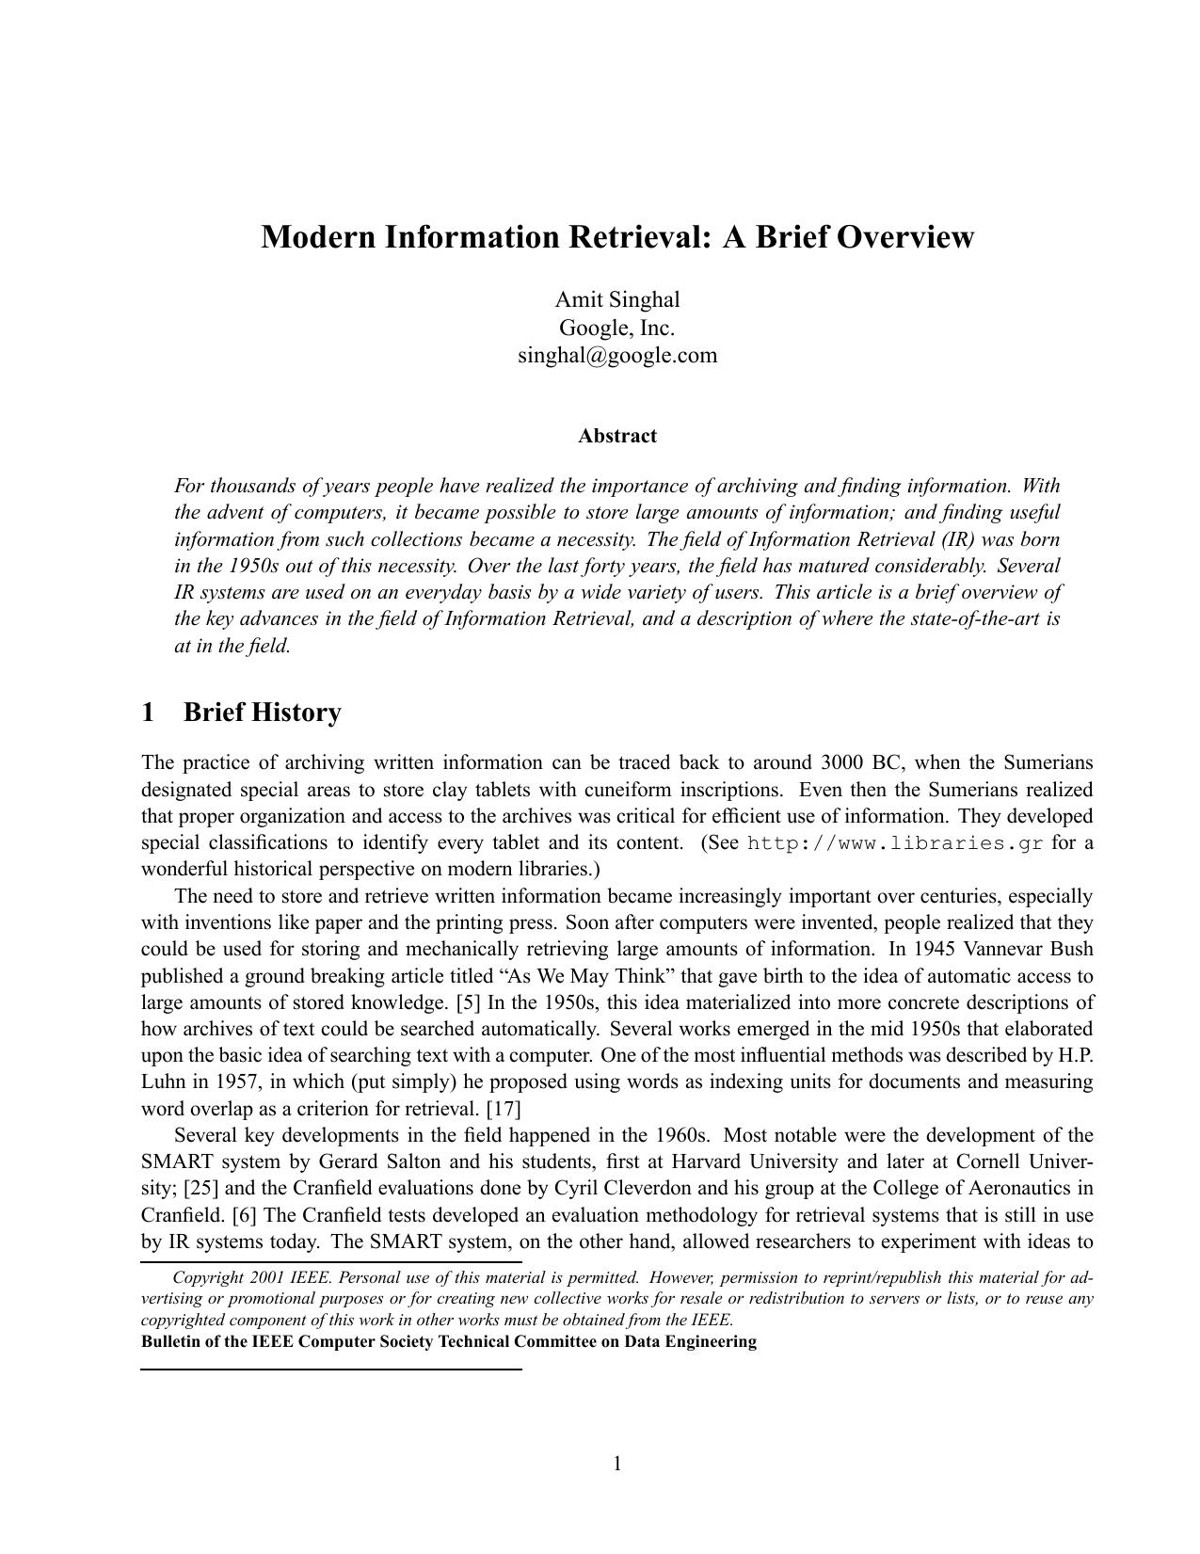 Modern Information Retrieval: A Brief Overview
Amit Singhal
Google, Inc.
singhal@google.com
Abstract
For thousands of years people have realized the importance of archiving and finding information. With
the advent of computers, it became possible to store large amounts of information; and finding useful
information from such collections became a necessity. The field of Information Retrieval (IR) was born
in the 1950s out of this necessity. Over the last forty years, the field has matured considerably. Several
IR systems are used on an everyday basis by a wide variety of users. This article is a brief overview of
the key advances in the field of Information Retrieval, and a description of where the state-of-the-art is
at in the field.
1 Brief History
The practice of archiving written information can be traced back to around 3000 BC, when the Sumerians
designated special areas to store clay tablets with cuneiform inscriptions. Even then the Sumerians realized
that proper organization and access to the archives was critical for efficient use of information. They developed
special classifications to identify every tablet and its content. (See http://www.libraries.gr for a
wonderful historical perspective on modern libraries.)
The need to store and retrieve written information became increasingly important over centuries, especially
with inventions like paper and the printing press. Soon after computers were invented, people realized that they
could be used for storing and mechanically retrieving large amounts of information. In 1945 Vannevar Bush
published a ground breaking article titled “As We May Think” that gave birth to the idea of automatic access to
large amounts of stored knowledge. [5] In the 1950s, this idea materialized into more concrete descriptions of
how archives of text could be searched automatically. Several works emerged in the mid 1950s that elaborated
upon the basic idea of searching text with a computer. One of the most influential methods was described by H.P.
Luhn in 1957, in which (put simply) he proposed using words as indexing units for documents and measuring
word overlap as a criterion for retrieval. [17]
Several key developments in the field happened in the 1960s. Most notable were the development of the
SMART system by Gerard Salton and his students, first at Harvard University and later at Cornell Univer-
sity; [25] and the Cranfield evaluations done by Cyril Cleverdon and his group at the College of Aeronautics in
Cranfield. [6] The Cranfield tests developed an evaluation methodology for retrieval systems that is still in use
by IR systems today. The SMART system, on the other hand, allowed researchers to experiment with ideas to
Copyright 2001 IEEE. Personal use of this material is permitted. However, permission to reprint/republish this material for ad-
vertising or promotional purposes or for creating new collective works for resale or redistribution to servers or lists, or to reuse any
copyrighted component of this work in other works must be obtained from the IEEE.
Bulletin of the IEEE Computer Society Technical Committee on Data Engineering
1